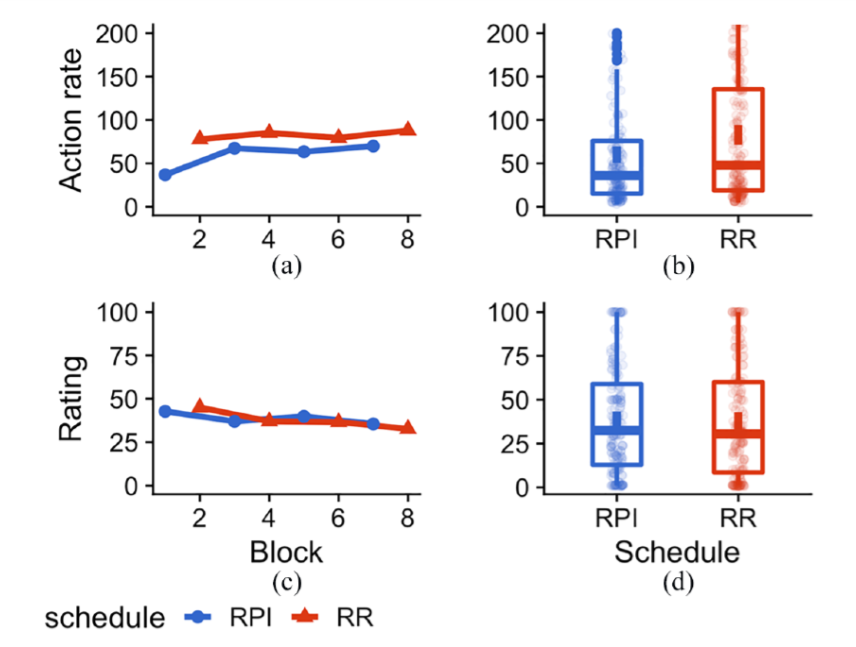 Action rate
200
150
100
50
0
2 4 6 8
(a)
200
150
100
50
0
RPI RR
(b)
Rating
100
75
50
25
0
2 4 6 8
Block
(c)
100
75
50
25
0
RPI RR
Schedule
(d)
schedule RPI RR